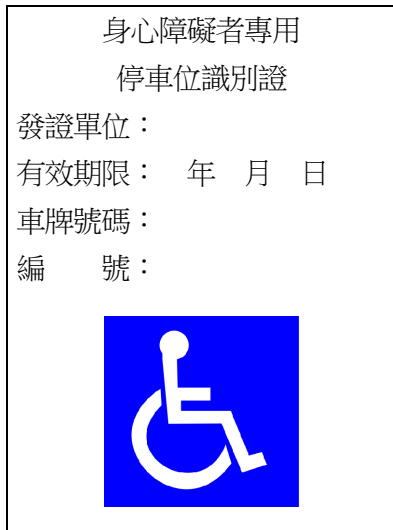 身心障礙者專用
停車位識別證
發證單位：
有效期限：　年　月　日
車牌號碼：
編　　號：